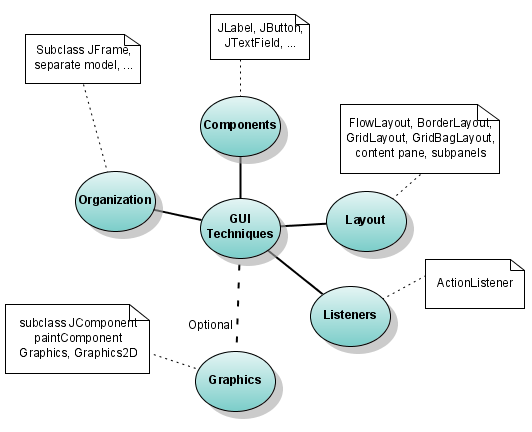 JLabel, JButton,
JTextField, ...
Subclass JFrame,
separate model, ...
Components
FlowLayout, BorderLayout,
GridLayout, GridBagLayout,
content pane, subpanels
Organization
GUI
Techniques
Layout
ActionListener
Listeners
subclass JComponent
paintComponent
Graphics, Graphics2D
Optional
Graphics